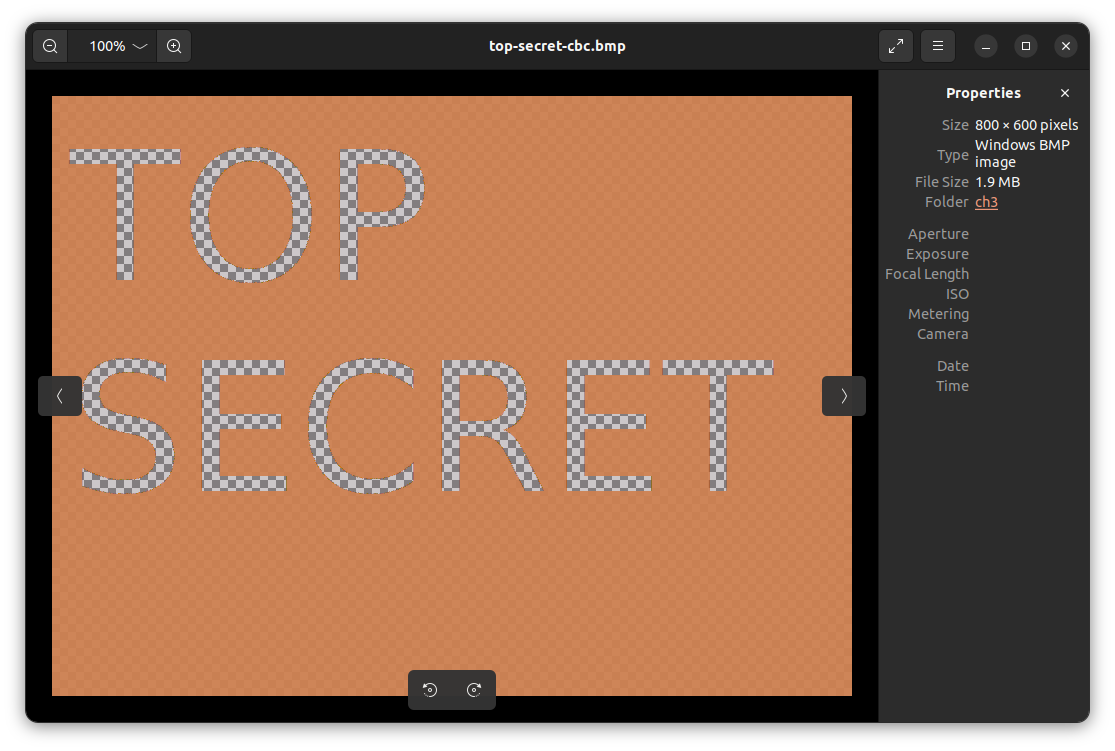 100%
top-secret-cbc.bmp
TOP
SECRET
Properties
Size 800 × 600 pixels
Type Windows BMP
image
File Size 1.9 MB
Folder ch3
Aperture
Exposure
Focal Length
ISO
Metering
Camera
Date
Time